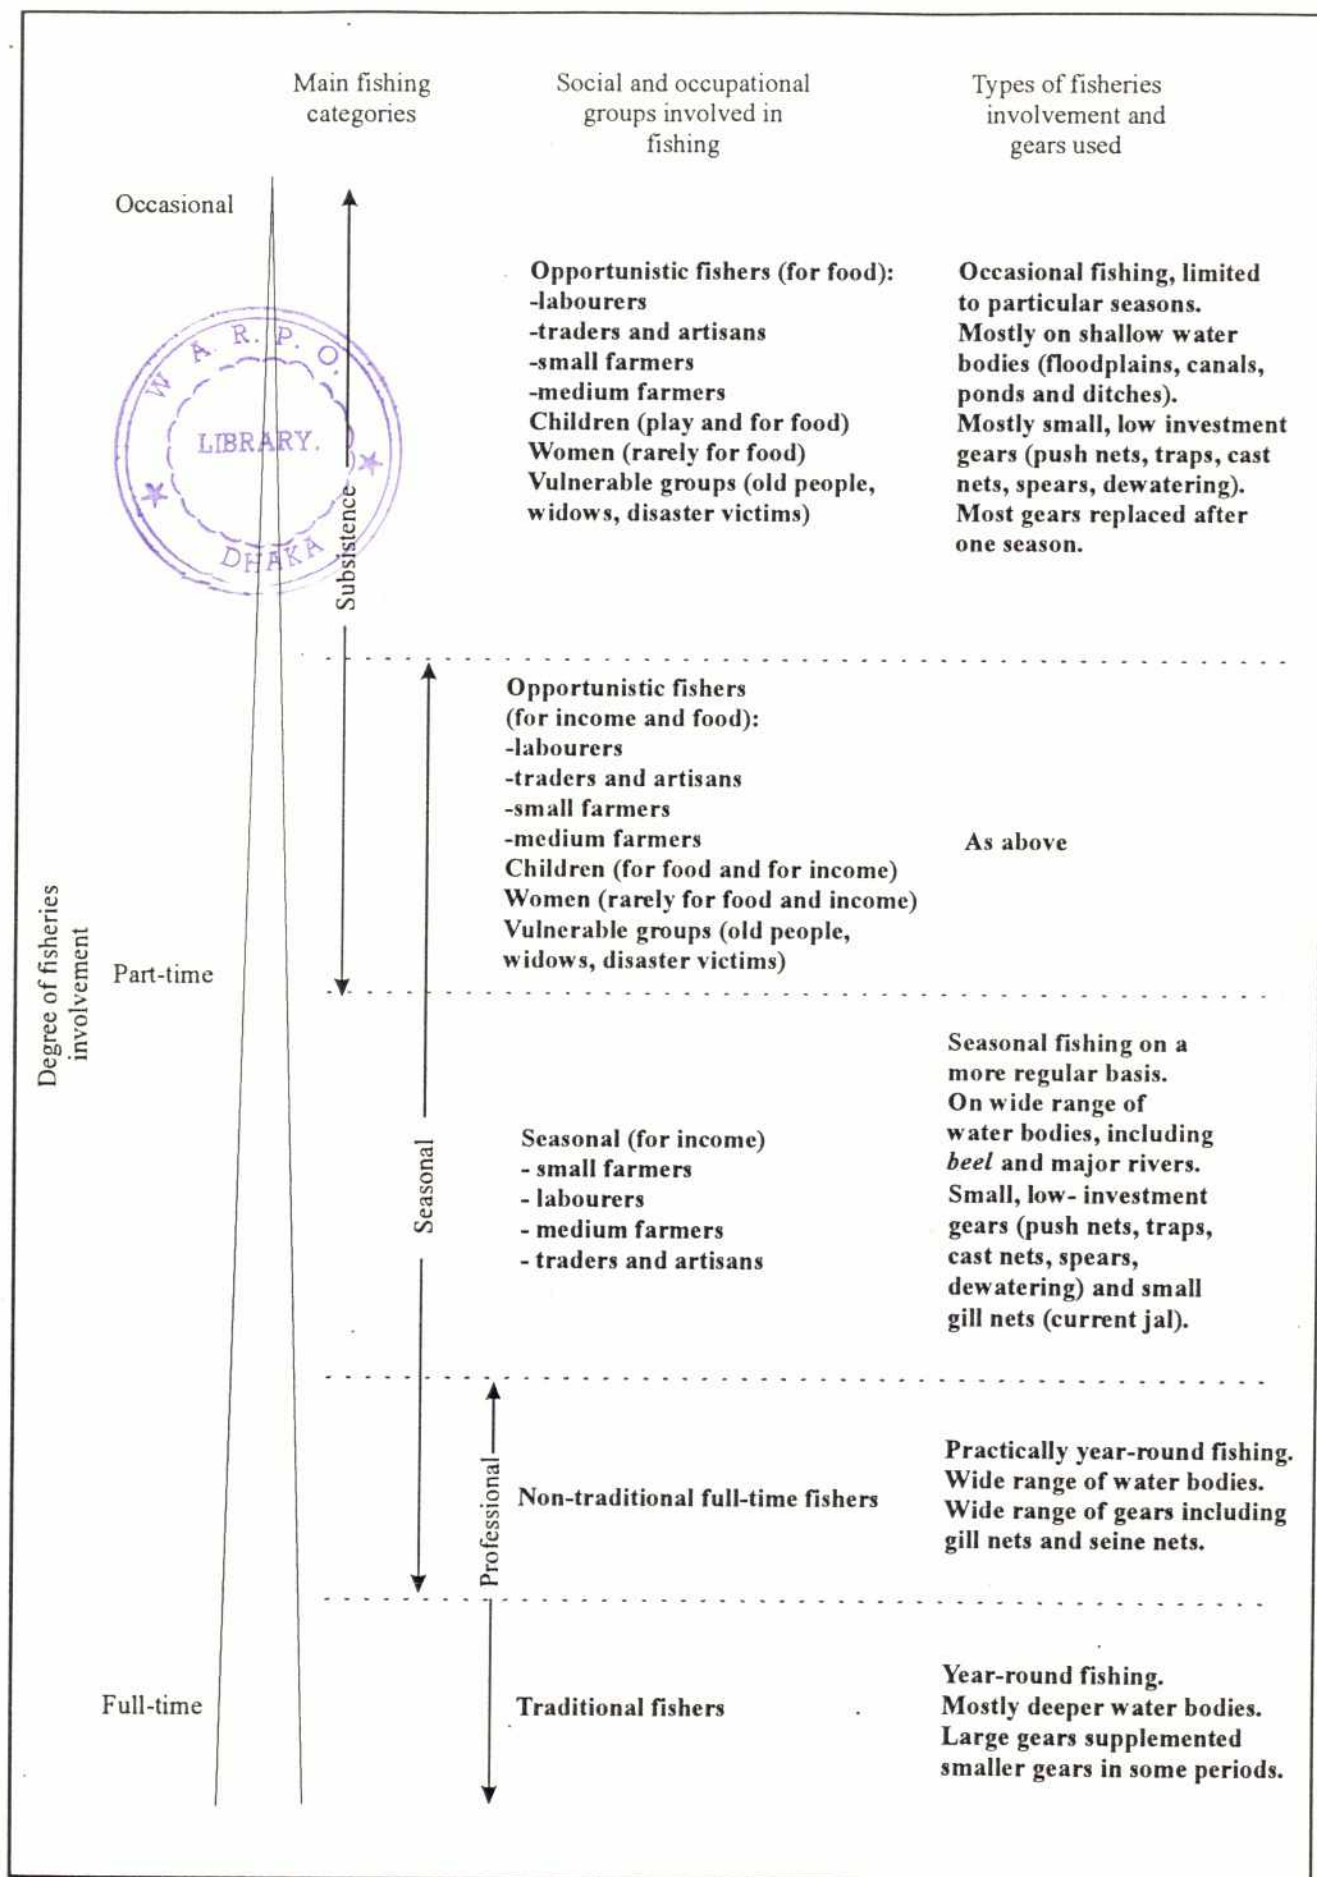 Main fishing
categories
Social and occupational
groups involved in
fishing
Types of fisheries
involvement and
gears used
Occasional
W A R. P. O.
LIBRARY.
DHAKA
Subsistence
Opportunistic fishers (for food):
-labourers
-traders and artisans
-small farmers
-medium farmers
Children (play and for food)
Women (rarely for food)
Vulnerable groups (old people,
widows, disaster victims)
Occasional fishing, limited
to particular seasons.
Mostly on shallow water
bodies (floodplains, canals,
ponds and ditches).
Mostly small, low investment
gears (push nets, traps, cast
nets, spears, dewatering).
Most gears replaced after
one season.
Degree of fisheries
involvement
Part-time
Seasonal
Opportunistic fishers
(for income and food):
-labourers
-traders and artisans
-small farmers
-medium farmers
Children (for food and for income)
Women (rarely for food and income)
Vulnerable groups (old people,
widows, disaster victims)
As above
Seasonal (for income)
- small farmers
- labourers
- medium farmers
- traders and artisans
Seasonal fishing on a
more regular basis.
On wide range of
water bodies, including
beel and major rivers.
Small, low- investment
gears (push nets, traps,
cast nets, spears,
dewatering) and small
gill nets (current jal).
Professional
Non-traditional full-time fishers
Practically year-round fishing.
Wide range of water bodies.
Wide range of gears including
gill nets and seine nets.
Full-time
Traditional fishers
Year-round fishing.
Mostly deeper water bodies.
Large gears supplemented
smaller gears in some periods.